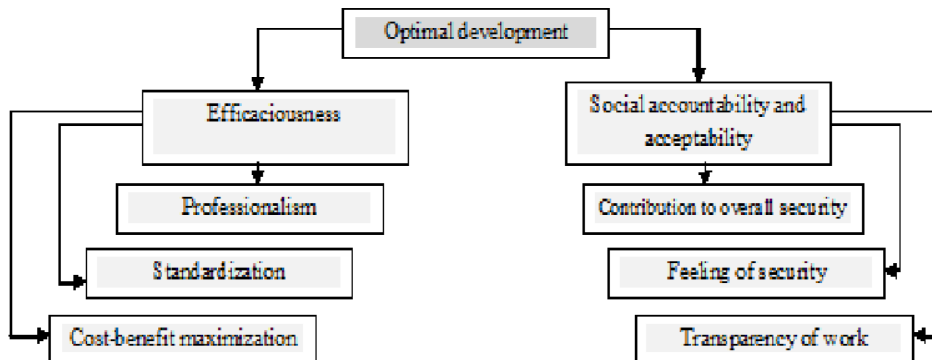 Optimal development
Efficaciousness
Social accountability and
acceptability
Professionalism
Contribution to overall security
Standardization
Feeling of security
Cost-benefit maximization
Transparency of work